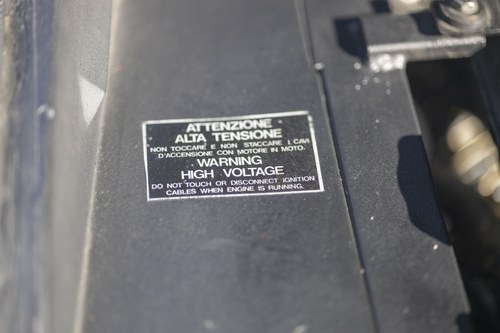 ATTENZIONE
ALTA TENSIONE
NON TOCCARE E NON STACCARE I CAVI
D'ACCENSIONE CON MOTORE IN MOTO.
WARNING
HIGH VOLTAGE
DO NOT TOUCH OR DISCONNECT IGNITION
CABLES WHEN ENGINE IS RUNNING.